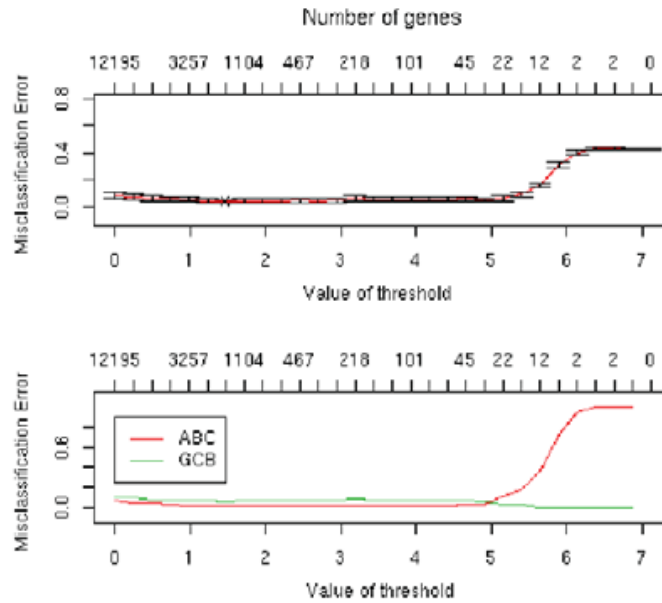 Number of genes
12195 3257 1104 467 218 101 45 22 12 2 2 0
Misclassification Error
0.8
0.4
0.0
0 1 2 3 4 5 6 7
Value of threshold
12195 3257 1104 467 218 101 45 22 12 2 2 0
Misclassification Error
0.6
0.0
ABC
GCB
0 1 2 3 4 5 6 7
Value of threshold